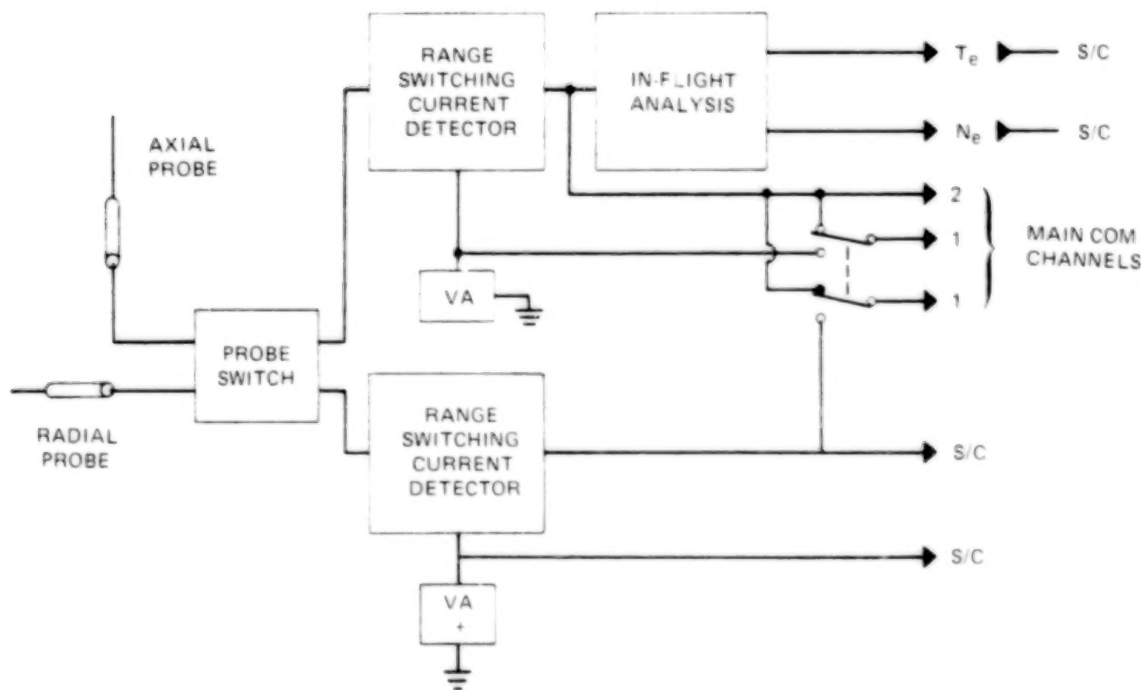 RANGE
SWITCHING
CURRENT
DETECTOR
IN-FLIGHT
ANALYSIS
Te
S/C
Ne
S/C
AXIAL
PROBE
2
1
1
MAIN COM
CHANNELS
VA
PROBE
SWITCH
RADIAL
PROBE
RANGE
SWITCHING
CURRENT
DETECTOR
S/C
S/C
VA
+